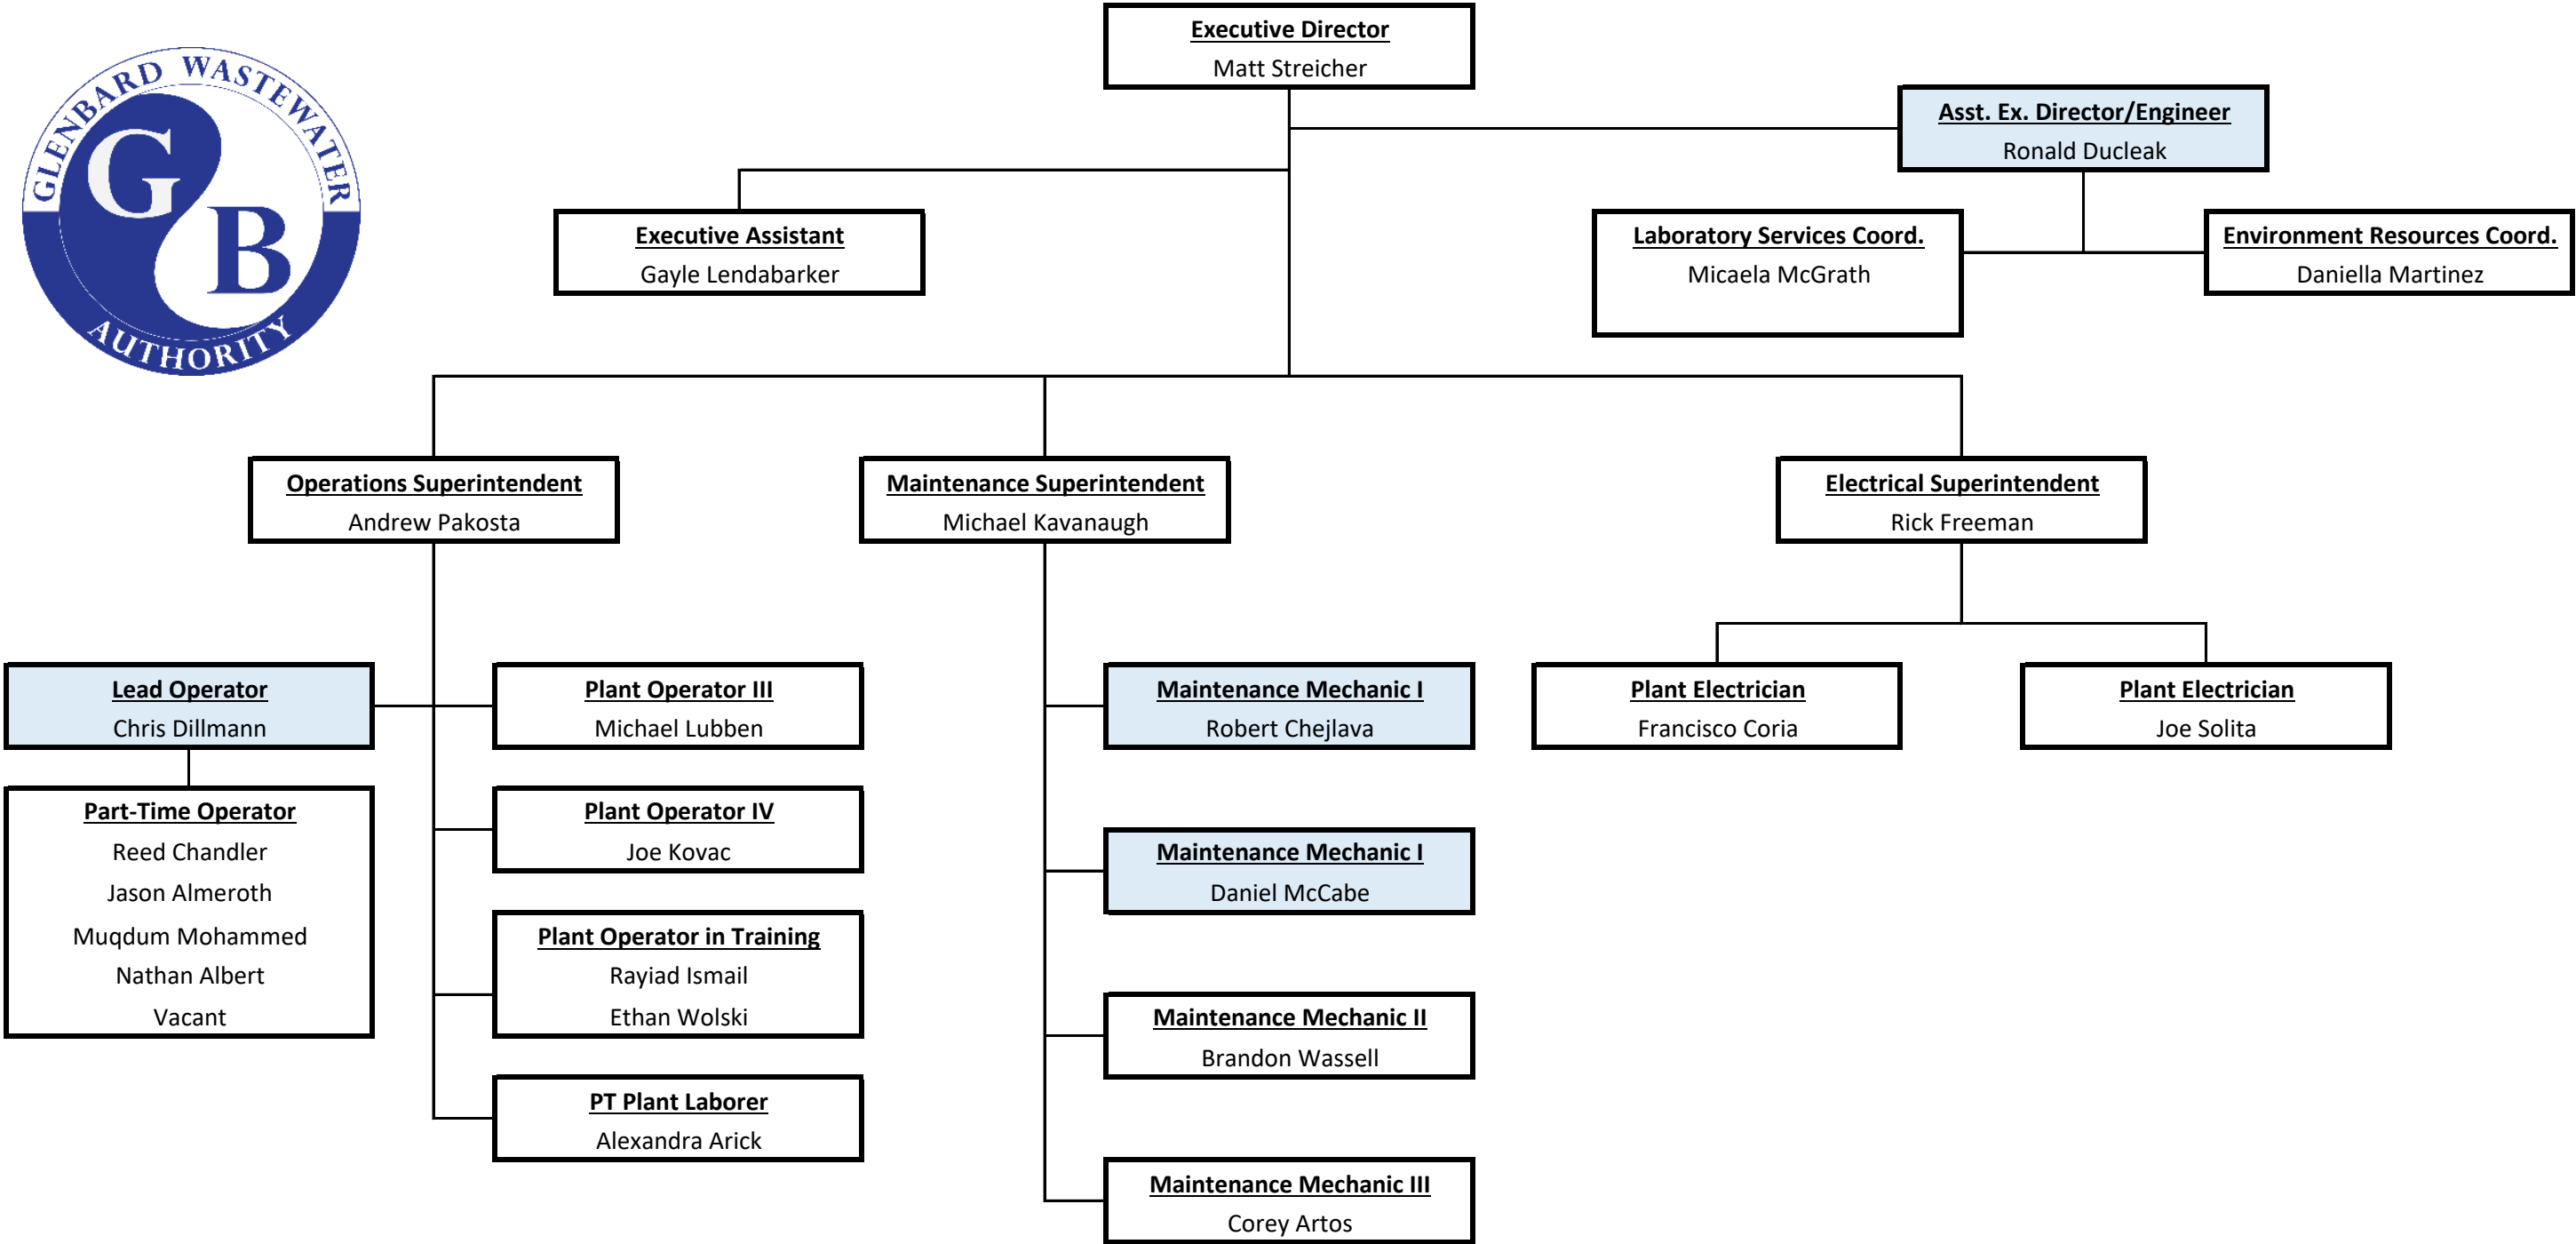 GLENBARD WASTEWATER
G
B
AUTHORITY
Executive Director
Matt Streicher
Asst. Ex. Director/Engineer
Ronald Ducleak
Executive Assistant
Gayle Lendabarker
Laboratory Services Coord.
Micaela McGrath
Environment Resources Coord.
Daniella Martinez
Operations Superintendent
Andrew Pakosta
Maintenance Superintendent
Michael Kavanaugh
Electrical Superintendent
Rick Freeman
Lead Operator
Chris Dillmann
Part-Time Operator
Reed Chandler
Jason Almeroth
Muqdum Mohammed
Nathan Albert
Vacant
Plant Operator III
Michael Lubben
Plant Operator IV
Joe Kovac
Plant Operator in Training
Rayiad Ismail
Ethan Wolski
PT Plant Laborer
Alexandra Arick
Maintenance Mechanic I
Robert Chejlava
Maintenance Mechanic I
Daniel McCabe
Maintenance Mechanic II
Brandon Wassell
Maintenance Mechanic III
Corey Artos
Plant Electrician
Francisco Coria
Plant Electrician
Joe Solita